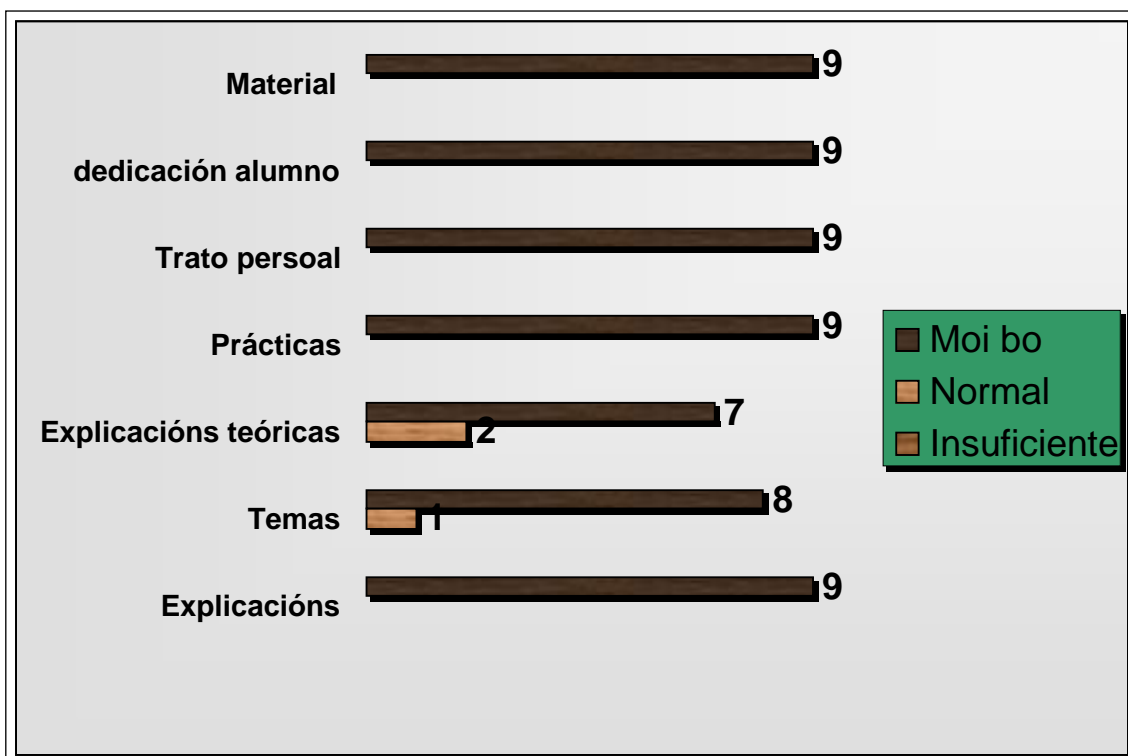 Material 9
dedicación alumno 9
Trato persoal 9
Prácticas 9
Explicacións teóricas 7
2
Temas 8
1
Explicacións 9
Moi bo
Normal
Insuficiente